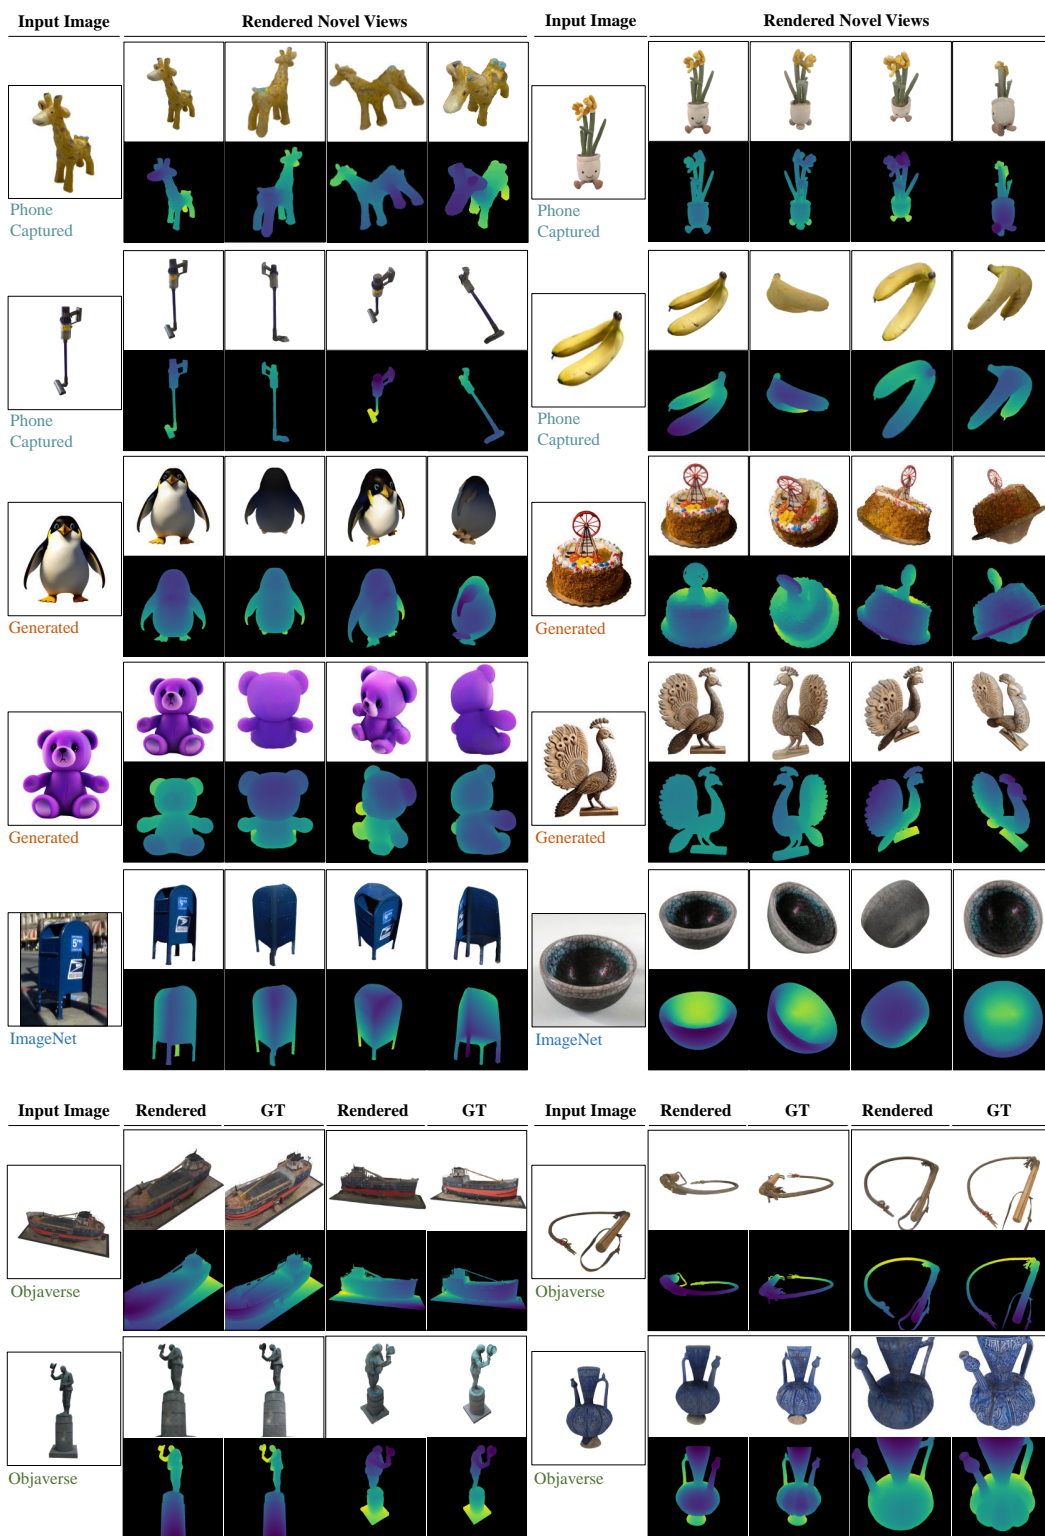 Input Image Rendered Novel Views Input Image Rendered Novel Views
Phone
Captured
Phone
Captured
Phone
Captured
Phone
Captured
Generated
Generated
Generated
Generated
ImageNet
ImageNet
Input Image Rendered GT Rendered GT Input Image Rendered GT Rendered GT
Objaverse
Objaverse
Objaverse
Objaverse